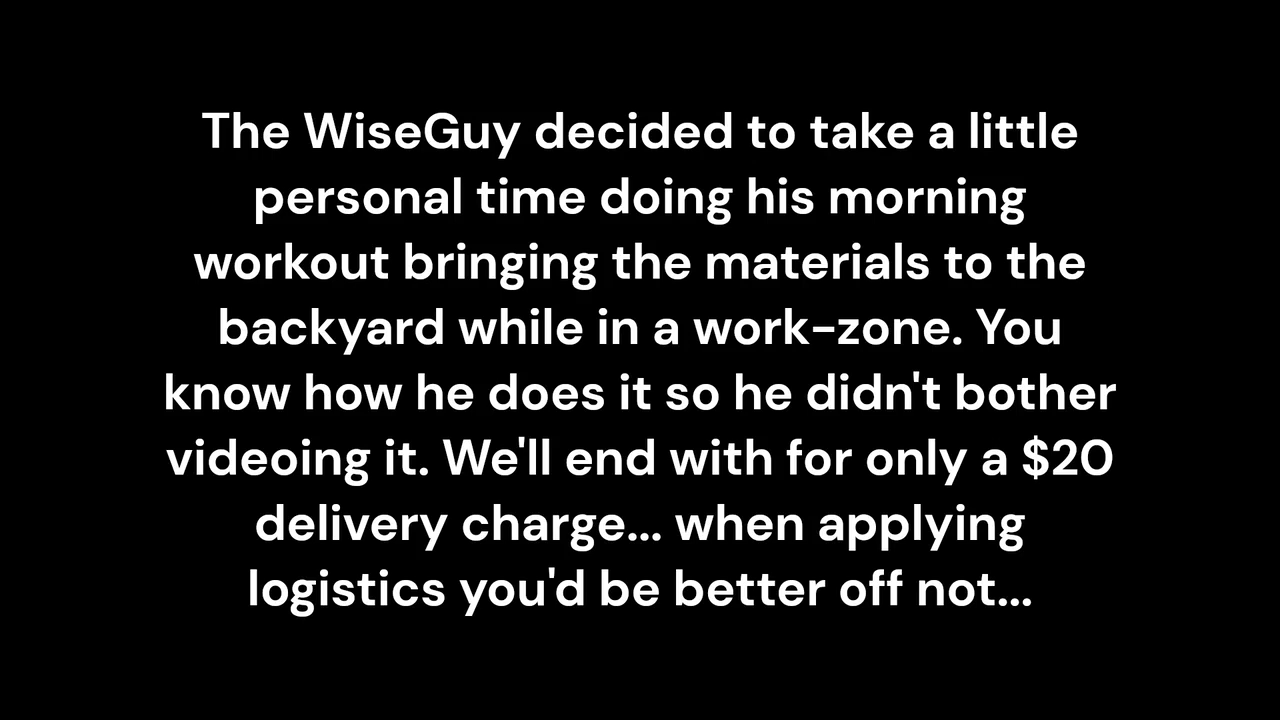 The WiseGuy decided to take a little
personal time doing his morning
workout bringing the materials to the
backyard while in a work-zone. You
know how he does it so he didn't bother
videoing it. We'll end with for only a $20
delivery charge... when applying
logistics you'd be better off not...